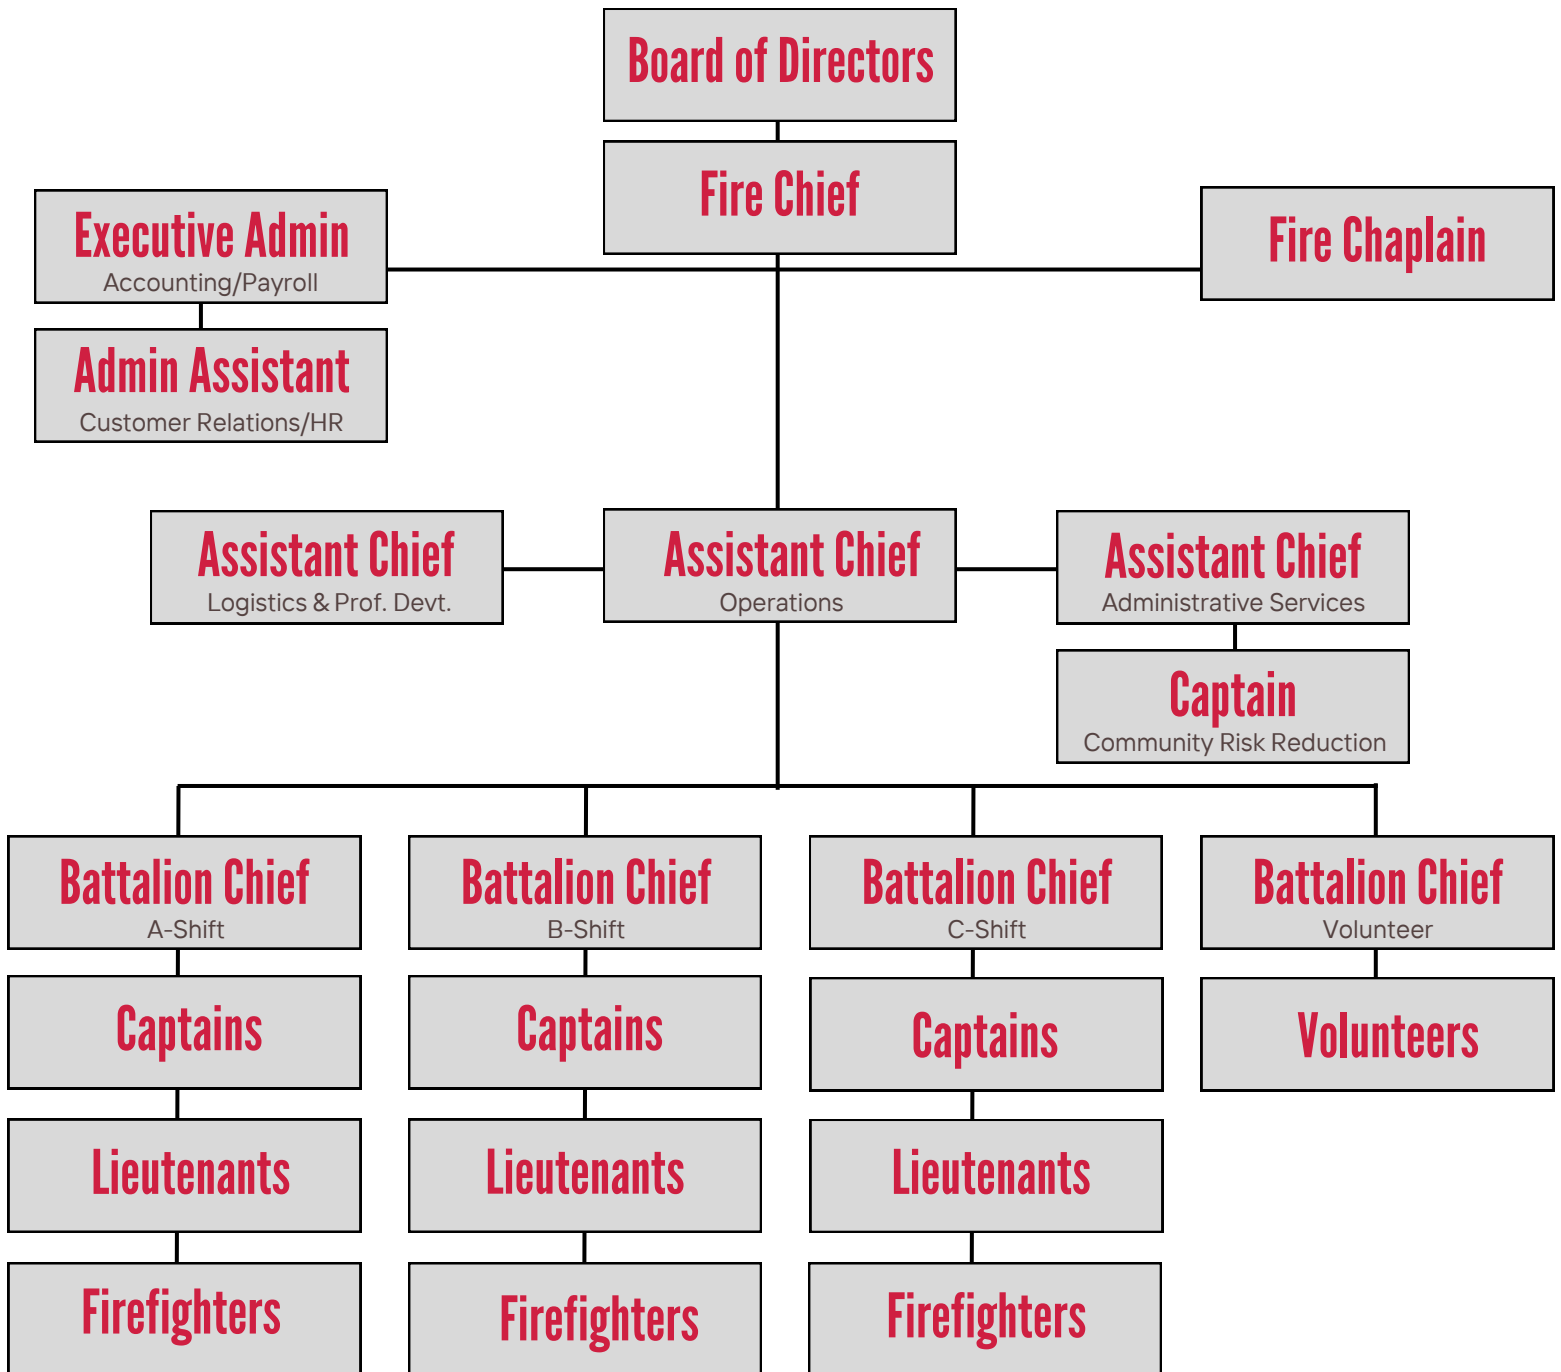 Board of Directors
Fire Chief
Executive Admin
Accounting/Payroll
Fire Chaplain
Admin Assistant
Customer Relations/HR
Assistant Chief
Logistics & Prof. Devt.
Assistant Chief
Operations
Assistant Chief
Administrative Services
Captain
Community Risk Reduction
Battalion Chief
A-Shift
Battalion Chief
B-Shift
Battalion Chief
C-Shift
Battalion Chief
Volunteer
Captains
Captains
Captains
Volunteers
Lieutenants
Lieutenants
Lieutenants
Firefighters
Firefighters
Firefighters